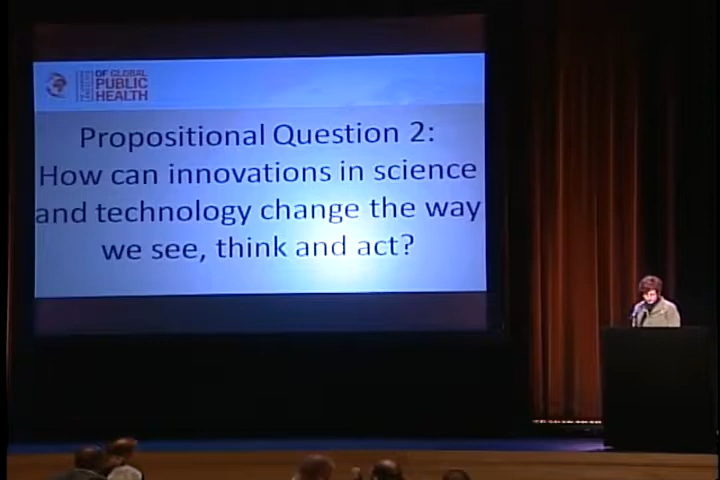 OF GLOBAL
PUBLIC
HEALTH
Propositional Question 2:
How can innovations in science
and technology change the way
we see, think and act?